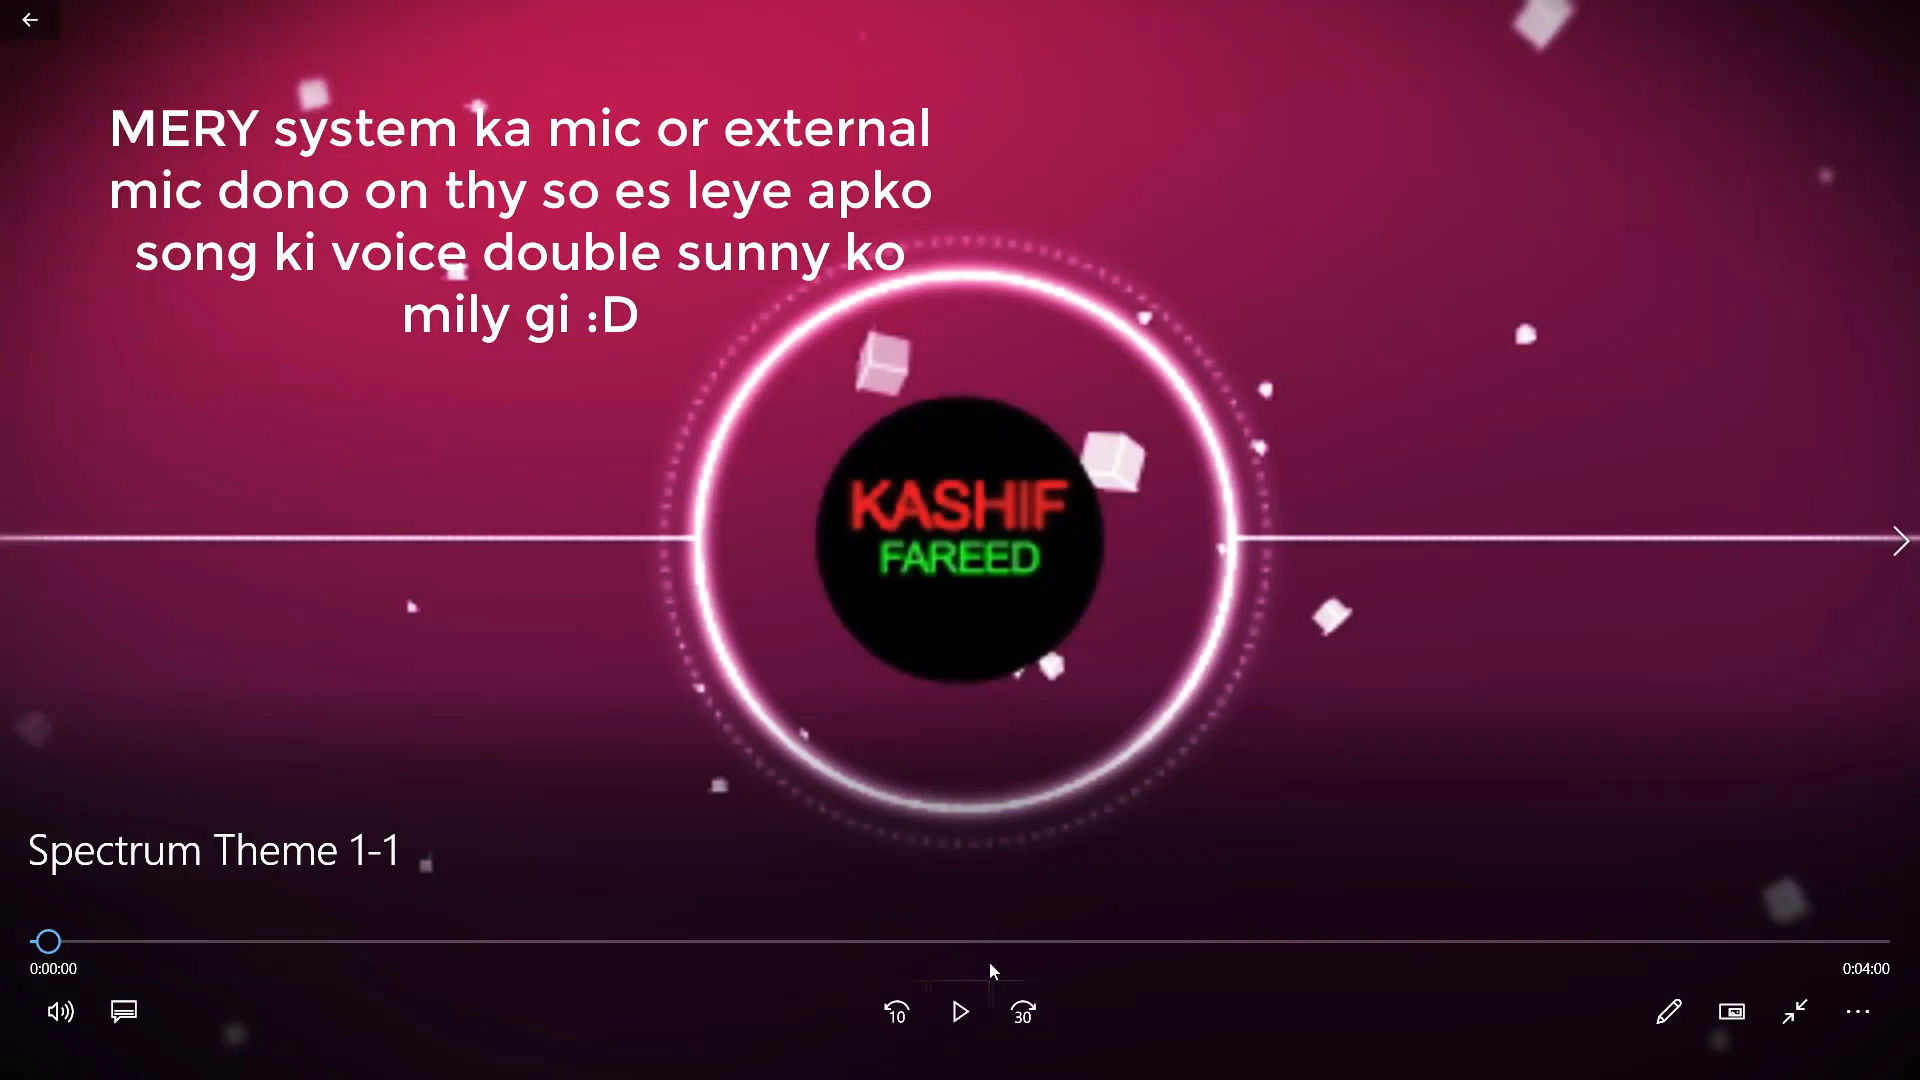 MERY system ka mic or external
mic dono on thy so es leye apko
song ki voice double sunny ko
mily gi :D
KASHIF
FAREED
Spectrum Theme 1-1
0:00:00
0:04:00
10
30